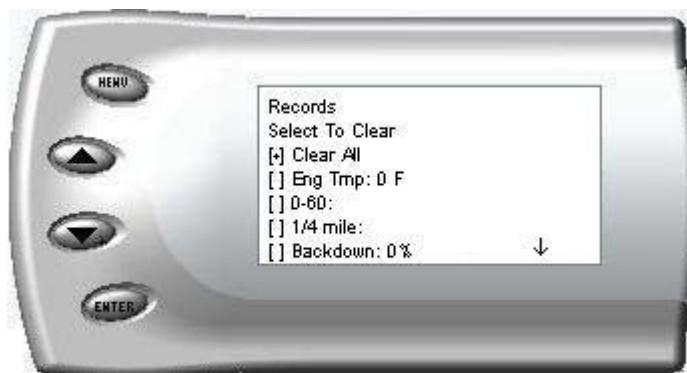 MENU
Records
Select To Clear
[+] Clear All
[ ] Eng Tmp: 0 F
[ ] 0-60:
[ ] 1/4 mile:
[ ] Backdown: 0%
ENTER